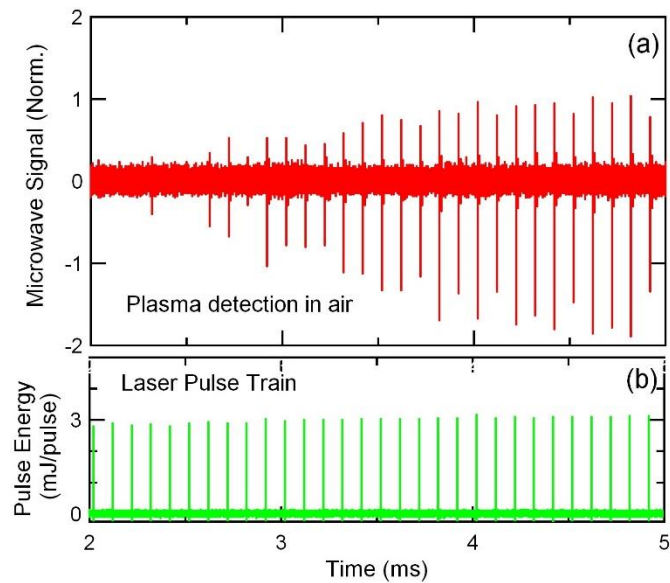 2
(a)
1
0
-1
-2
Microwave Signal (Norm.)
Plasma detection in air
Laser Pulse Train
(b)
3
0
Pulse Energy
(mJ/pulse)
2
3
4
5
Time (ms)